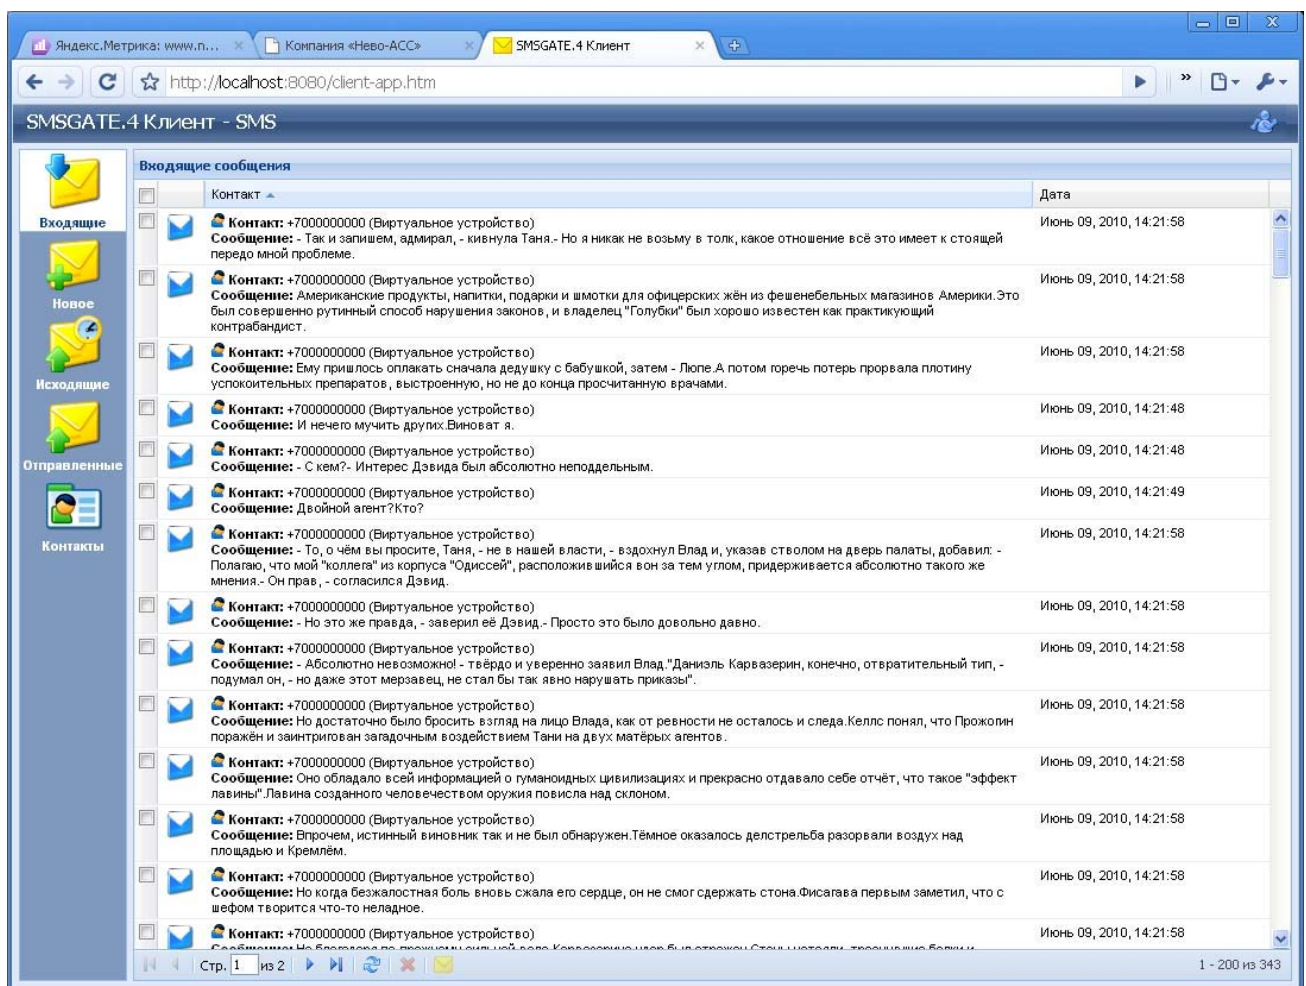 Яндекс.Метрика: www.n...
Компания «Нево-АСС»
SMSGATE.4 Клиент
http://localhost:8080/client-app.htm
SMSGATE.4 Клиент - SMS
Входящие
Новое
Исходящие
Отправленные
Контакты
Входящие сообщения
Контакт Дата
Контакт: +7000000000 (Виртуальное устройство) Июнь 09, 2010, 14:21:58
Сообщение: - Так и запишем, адмирал, - кивнула Таня.- Но я никак не возьму в толк, какое отношение всё это имеет к стоящей
передо мной проблеме.
Контакт: +7000000000 (Виртуальное устройство) Июнь 09, 2010, 14:21:58
Сообщение: Американские продукты, напитки, подарки и шмотки для офицерских жён из фешенебельных магазинов Америки.Это
был совершенно рутинный способ нарушения законов, и владелец "Голубки" был хорошо известен как практикующий
контрабандист.
Контакт: +7000000000 (Виртуальное устройство) Июнь 09, 2010, 14:21:58
Сообщение: Ему пришлось оплакать сначала дедушку с бабушкой, затем - Люпе.А потом горечь потерь прорвала плотину
успокоительных препаратов, выстроенную, но не до конца просчитанную врачами.
Контакт: +7000000000 (Виртуальное устройство) Июнь 09, 2010, 14:21:48
Сообщение: И нечего мучить других.Виноват я.
Контакт: +7000000000 (Виртуальное устройство) Июнь 09, 2010, 14:21:48
Сообщение: - С кем?- Интерес Дэвида был абсолютно неподдельным.
Контакт: +7000000000 (Виртуальное устройство) Июнь 09, 2010, 14:21:49
Сообщение: Двойной агент?Кто?
Контакт: +7000000000 (Виртуальное устройство) Июнь 09, 2010, 14:21:58
Сообщение: - То, о чём вы просите, Таня, - не в нашей власти, - вздохнул Влад и, указав стволом на дверь палаты, добавил: -
Полагаю, что мой "коллега" из корпуса "Одиссей", расположившийся вон за тем углом, придерживается абсолютно такого же
мнения.- Он прав, - согласился Дэвид.
Контакт: +7000000000 (Виртуальное устройство) Июнь 09, 2010, 14:21:58
Сообщение: - Но это же правда, - заверил её Дэвид.- Просто это было довольно давно.
Контакт: +7000000000 (Виртуальное устройство) Июнь 09, 2010, 14:21:58
Сообщение: - Абсолютно невозможно! - твёрдо и уверенно заявил Влад."Даниэль Карвазерин, конечно, отвратительный тип, -
подумал он, - но даже этот мерзавец, не стал бы так явно нарушать приказы".
Контакт: +7000000000 (Виртуальное устройство) Июнь 09, 2010, 14:21:58
Сообщение: Но достаточно было бросить взгляд на лицо Влада, как от ревности не осталось и следа.Келлс понял, что Прожогин
поражён и заинтригован загадочным воздействием Тани на двух матёрых агентов.
Контакт: +7000000000 (Виртуальное устройство) Июнь 09, 2010, 14:21:58
Сообщение: Оно обладало всей информацией о гуманоидных цивилизациях и прекрасно отдавало себе отчёт, что такое "эффект
лавины".Лавина созданного человечеством оружия повисла над склоном.
Контакт: +7000000000 (Виртуальное устройство) Июнь 09, 2010, 14:21:58
Сообщение: Впрочем, истинный виновник так и не был обнаружен.Тёмное оказалось делстрельба разорвали воздух над
площадью и Кремлём.
Контакт: +7000000000 (Виртуальное устройство) Июнь 09, 2010, 14:21:58
Сообщение: Но когда безжалостная боль вновь сжала его сердце, он не смог сдержать стона.Фисагава первым заметил, что с
шефом творится что-то неладное.
Контакт: +7000000000 (Виртуальное устройство) Июнь 09, 2010, 14:21:58
Стр. 1 из 2 1 - 200 из 343